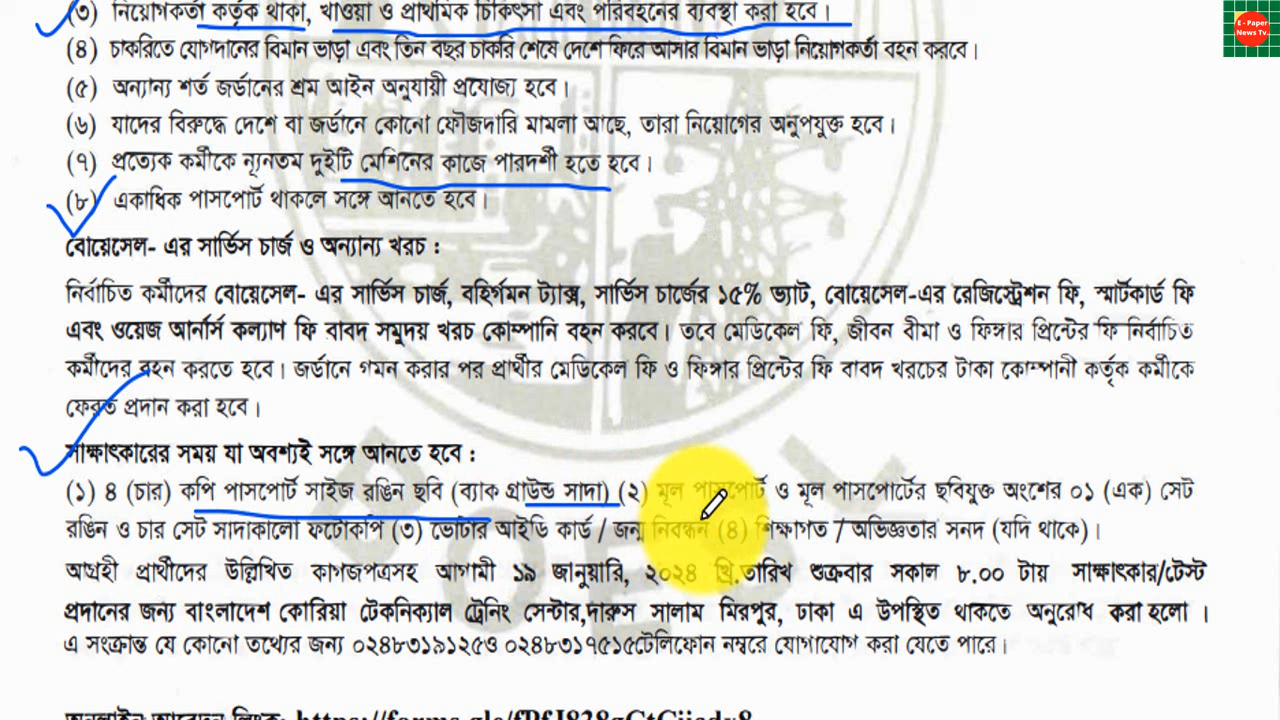 (৩) নিয়োগকর্তা কর্তৃক থাকা, খাওয়া ও প্রাথমিক চিকিৎসা এবং পরিবহনের ব্যবস্থা করা হবে।
E - Paper
News Tv.
(৪) চাকরিতে যোগদানের বিমান ভাড়া এবং তিন বছর চাকরি শেষে দেশে ফিরে আসার বিমান ভাড়া নিয়োগকর্তা বহন করবে।
(৫) অন্যান্য শর্ত জর্ডানের শ্রম আইন অনুযায়ী প্রযোজ্য হবে।
(৬) যাদের বিরুদ্ধে দেশে বা জর্ডানে কোনো ফৌজদারি মামলা আছে, তারা নিয়োগের অনুপযুক্ত হবে।
(৭) প্রত্যেক কর্মীকে ন্যূনতম দুইটি মেশিনের কাজে পারদর্শী হতে হবে।
(৮) একাধিক পাসপোর্ট থাকলে সঙ্গে আনতে হবে।
বোয়েসেল- এর সার্ভিস চার্জ ও অন্যান্য খরচ :
নির্বাচিত কর্মীদের বোয়েসেল- এর সার্ভিস চার্জ, বহির্গমন ট্যাক্স, সার্ভিস চার্জের ১৫% ভ্যাট, বোয়েসেল-এর রেজিস্ট্রেশন ফি, স্মার্টকার্ড ফি
এবং ওয়েজ আর্নার্স কল্যাণ ফি বাবদ সমুদয় খরচ কোম্পানি বহন করবে। তবে মেডিকেল ফি, জীবন বীমা ও ফিঙ্গার প্রিন্টের ফি নির্বাচিত
কর্মীদের বহন করতে হবে। জর্ডানে গমন করার পর প্রার্থীর মেডিকেল ফি ও ফিঙ্গার প্রিন্টের ফি বাবদ খরচের টাকা কোম্পানী কর্তৃক কর্মীকে
ফেরত প্রদান করা হবে।
সাক্ষাৎকারের সময় যা অবশ্যই সঙ্গে আনতে হবে :
(১) ৪ (চার) কপি পাসপোর্ট সাইজ রঙিন ছবি (ব্যাক গ্রাউন্ড সাদা) (২) মূল পাসপোর্ট ও মূল পাসপোর্টের ছবিযুক্ত অংশের ০১ (এক) সেট
রঙিন ও চার সেট সাদাকালো ফটোকপি (৩) ভোটার আইডি কার্ড / জন্ম নিবন্ধন (৪) শিক্ষাগত / অভিজ্ঞতার সনদ (যদি থাকে)।
আগ্রহী প্রার্থীদের উল্লিখিত কাগজপত্রসহ আগামী ১৯ জানুয়ারি, ২০২৪ খ্রি.তারিখ শুক্রবার সকাল ৮.০০ টায় সাক্ষাৎকার/টেস্ট
প্রদানের জন্য বাংলাদেশ কোরিয়া টেকনিক্যাল ট্রেনিং সেন্টার,দারুস সালাম মিরপুর, ঢাকা এ উপস্থিত থাকতে অনুরোধ করা হলো ।
এ সংক্রান্ত যে কোনো তথ্যের জন্য ০২৪৮৩১৯১২৫ও ০২৪৮৩১৭৫১৫টেলিফোন নম্বরে যোগাযোগ করা যেতে পারে।
অনলাইন আবেদন লিংক: